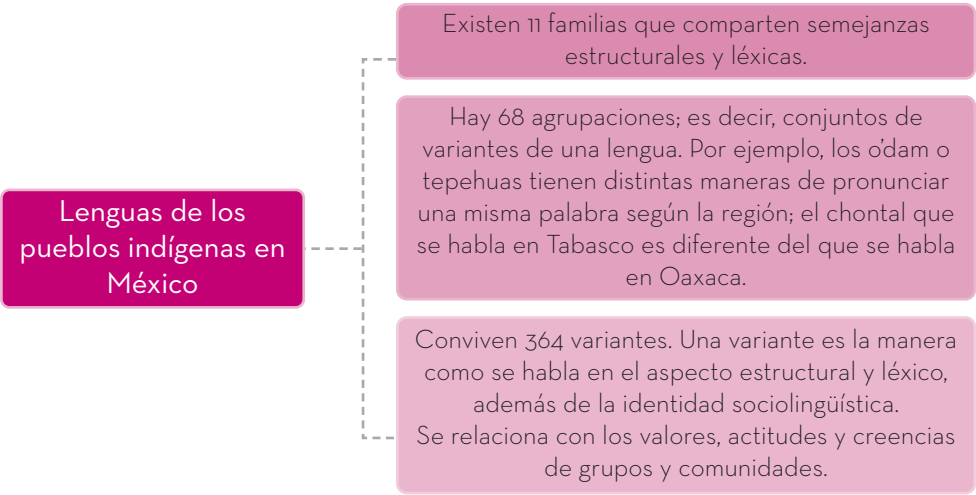 Lenguas de los
pueblos indígenas en
México
Existen 11 familias que comparten semejanzas
estructurales y léxicas.
Hay 68 agrupaciones; es decir, conjuntos de
variantes de una lengua. Por ejemplo, los o’dam o
tepehuas tienen distintas maneras de pronunciar
una misma palabra según la región; el chontal que
se habla en Tabasco es diferente del que se habla
en Oaxaca.
Conviven 364 variantes. Una variante es la manera
como se habla en el aspecto estructural y léxico,
además de la identidad sociolingüística.
Se relaciona con los valores, actitudes y creencias
de grupos y comunidades.